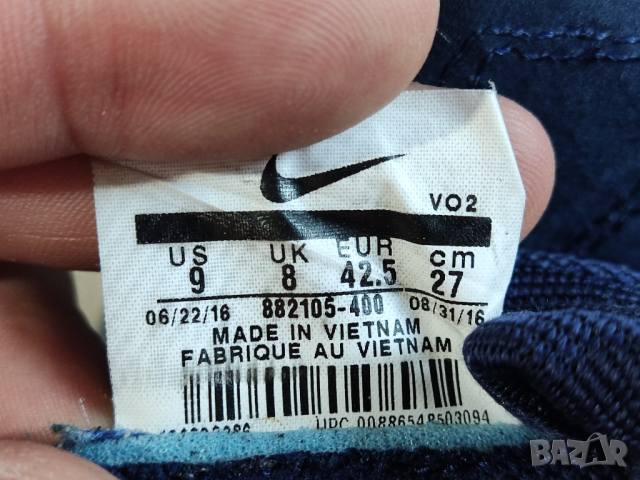 VO2
US UK EUR cm
9 8 42.5 27
06/22/16 882105-400 08/31/16
MADE IN VIETNAM
FABRIQUE AU VIETNAM
UPC 00886548503094
BAZAR